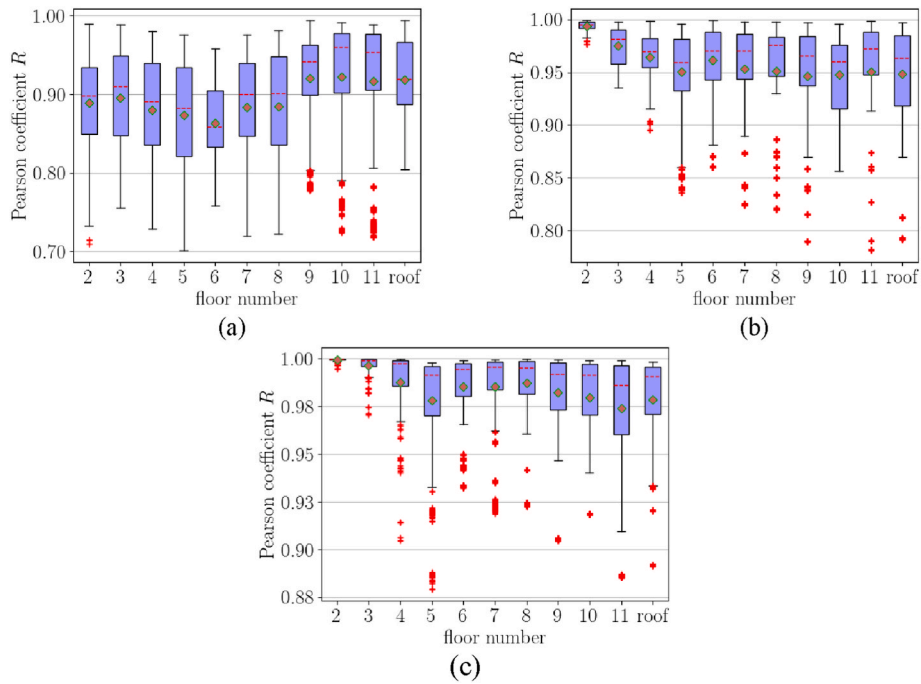 Pearson coefficient R
1.00
0.90
0.80
0.70
2 3 4 5 6 7 8 9 10 11 roof
floor number
(a)
Pearson coefficient R
1.00
0.95
0.90
0.85
0.80
2 3 4 5 6 7 8 9 10 11 roof
floor number
(b)
Pearson coefficient R
1.00
0.98
0.95
0.93
0.90
0.88
2 3 4 5 6 7 8 9 10 11 roof
floor number
(c)